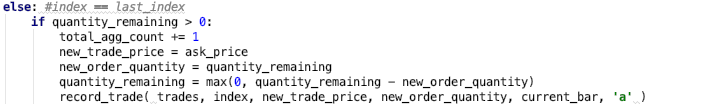 else: #index == last_index
if quantity_remaining > 0:
total_agg_count += 1
new_trade_price = ask_price
new_order_quantity = quantity_remaining
quantity_remaining = max(0, quantity_remaining - new_order_quantity)
record_trade( trades, index, new_trade_price, new_order_quantity, current_bar, 'a' )